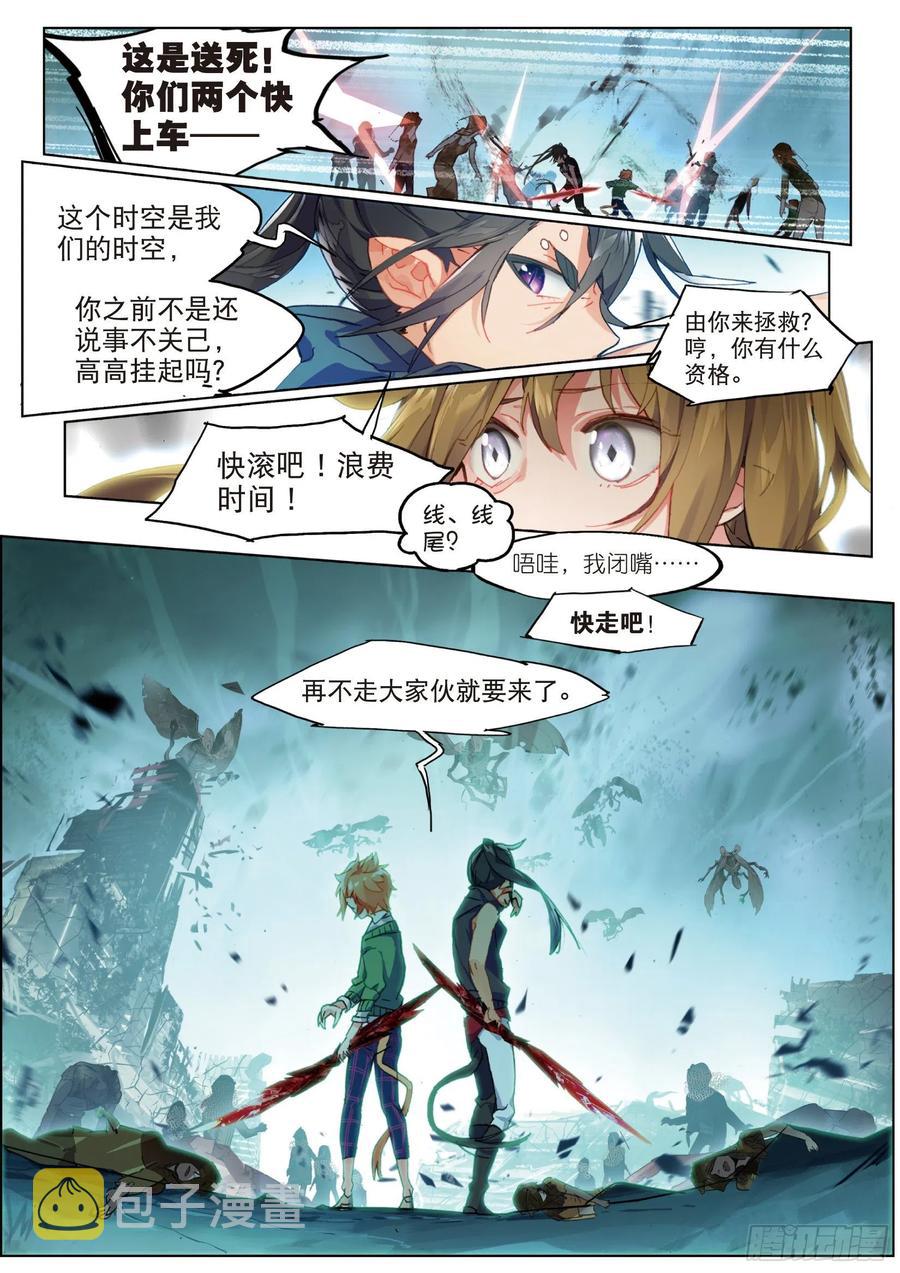 这是送死！
你们两个快
上车——
这个时空是我
们的时空，
你之前不是还
说事不关己，
高高挂起吗？
由你来拯救？
哼，你有什么
资格。
快滚吧！浪费
时间！
线、线
尾？
唔哇，我闭嘴……
快走吧！
再不走大家伙就要来了。
包子漫畫
腾讯动漫